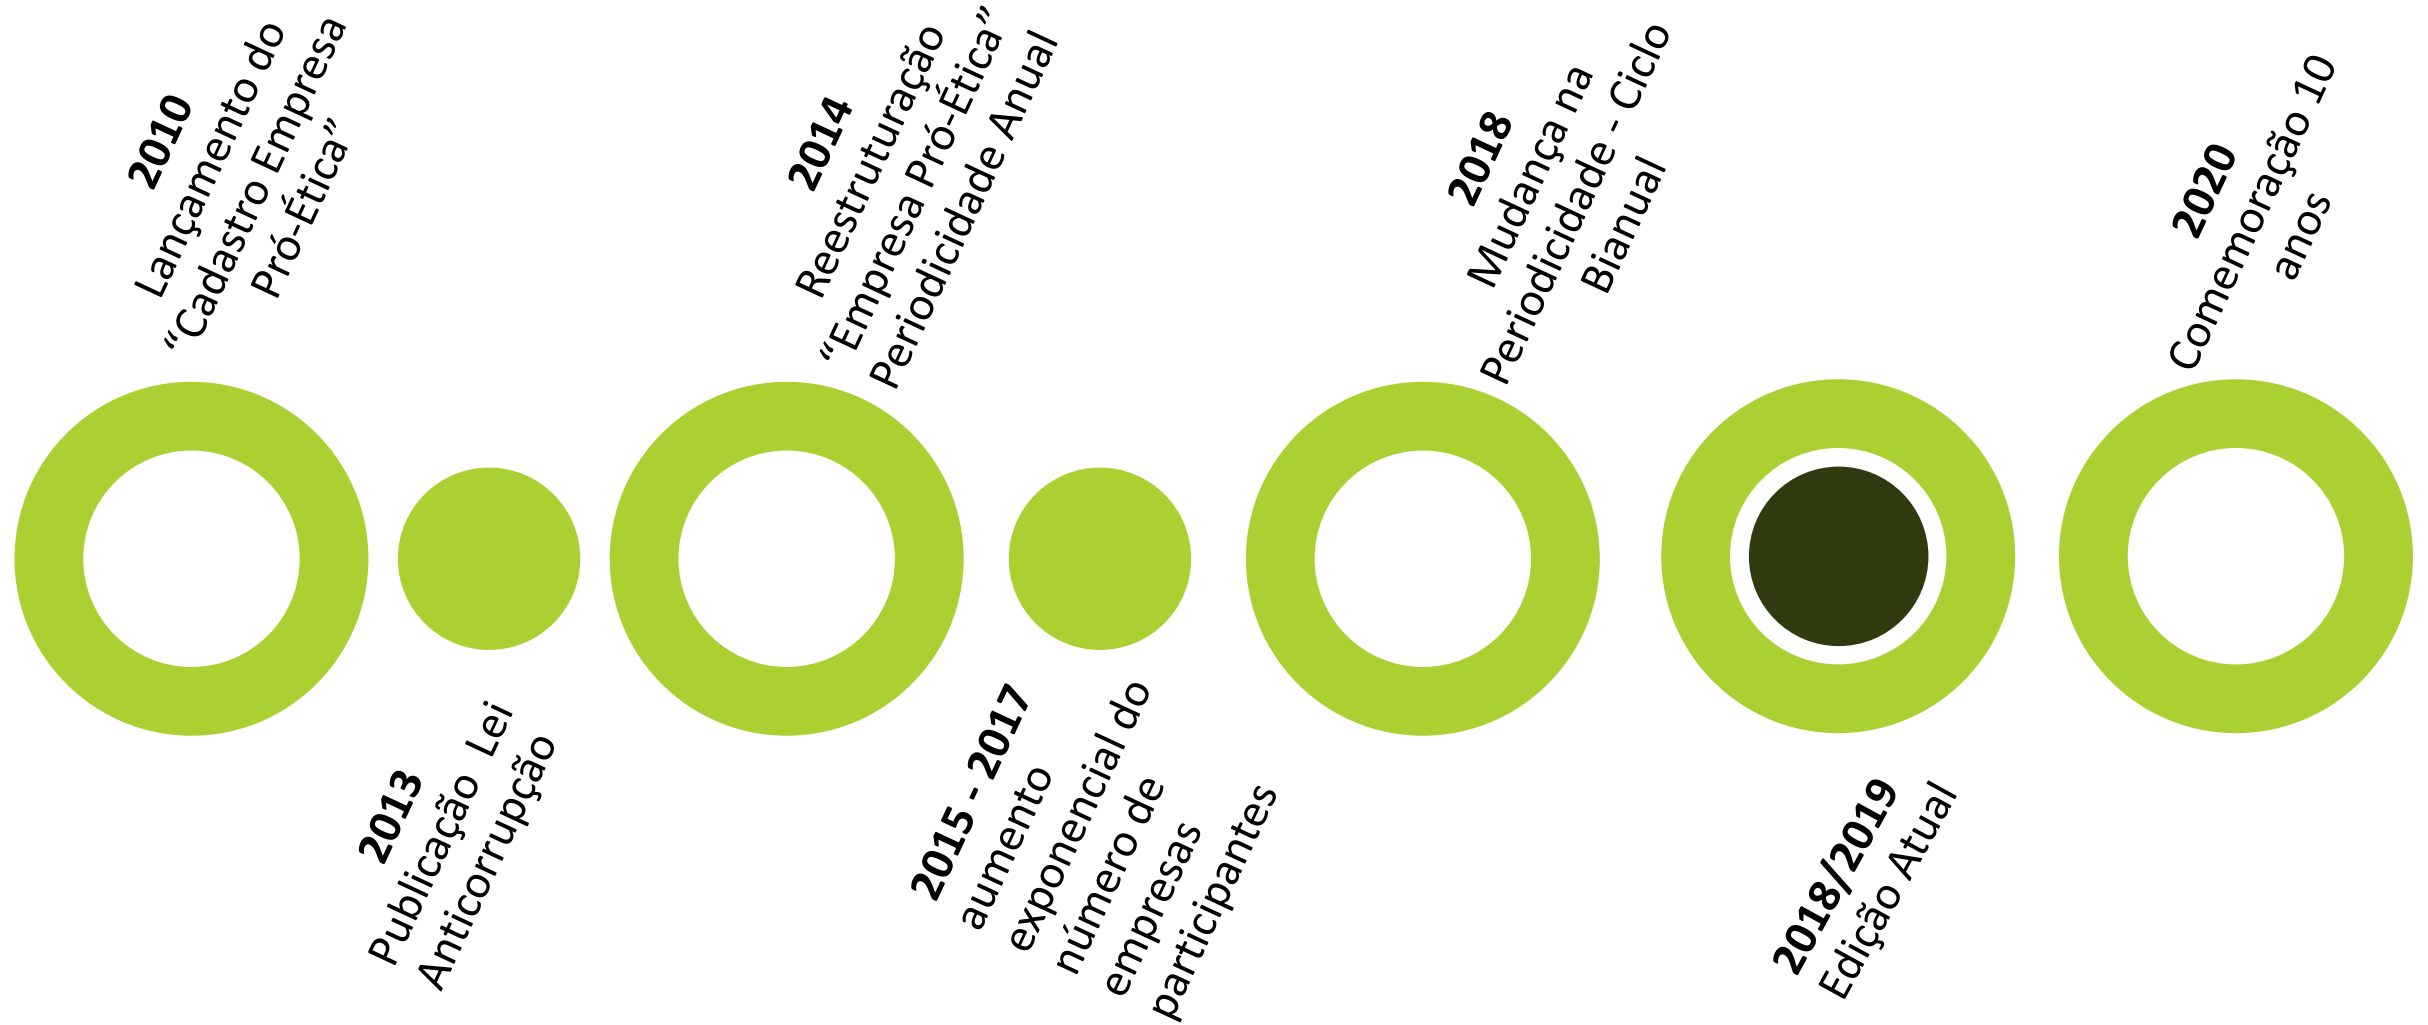 2010
Lançamento do
“Cadastro Empresa
Pró-Ética”
2013
Publicação Lei
Anticorrupção
2014
Reestruturação
“Empresa Pró-Ética”
Periodicidade Anual
2015 - 2017
aumento
exponencial do
número de
empresas
participantes
2018
Mudança na
Periodicidade - Ciclo
Bianual
2018/2019
Edição Atual
2020
Comemoração 10
anos